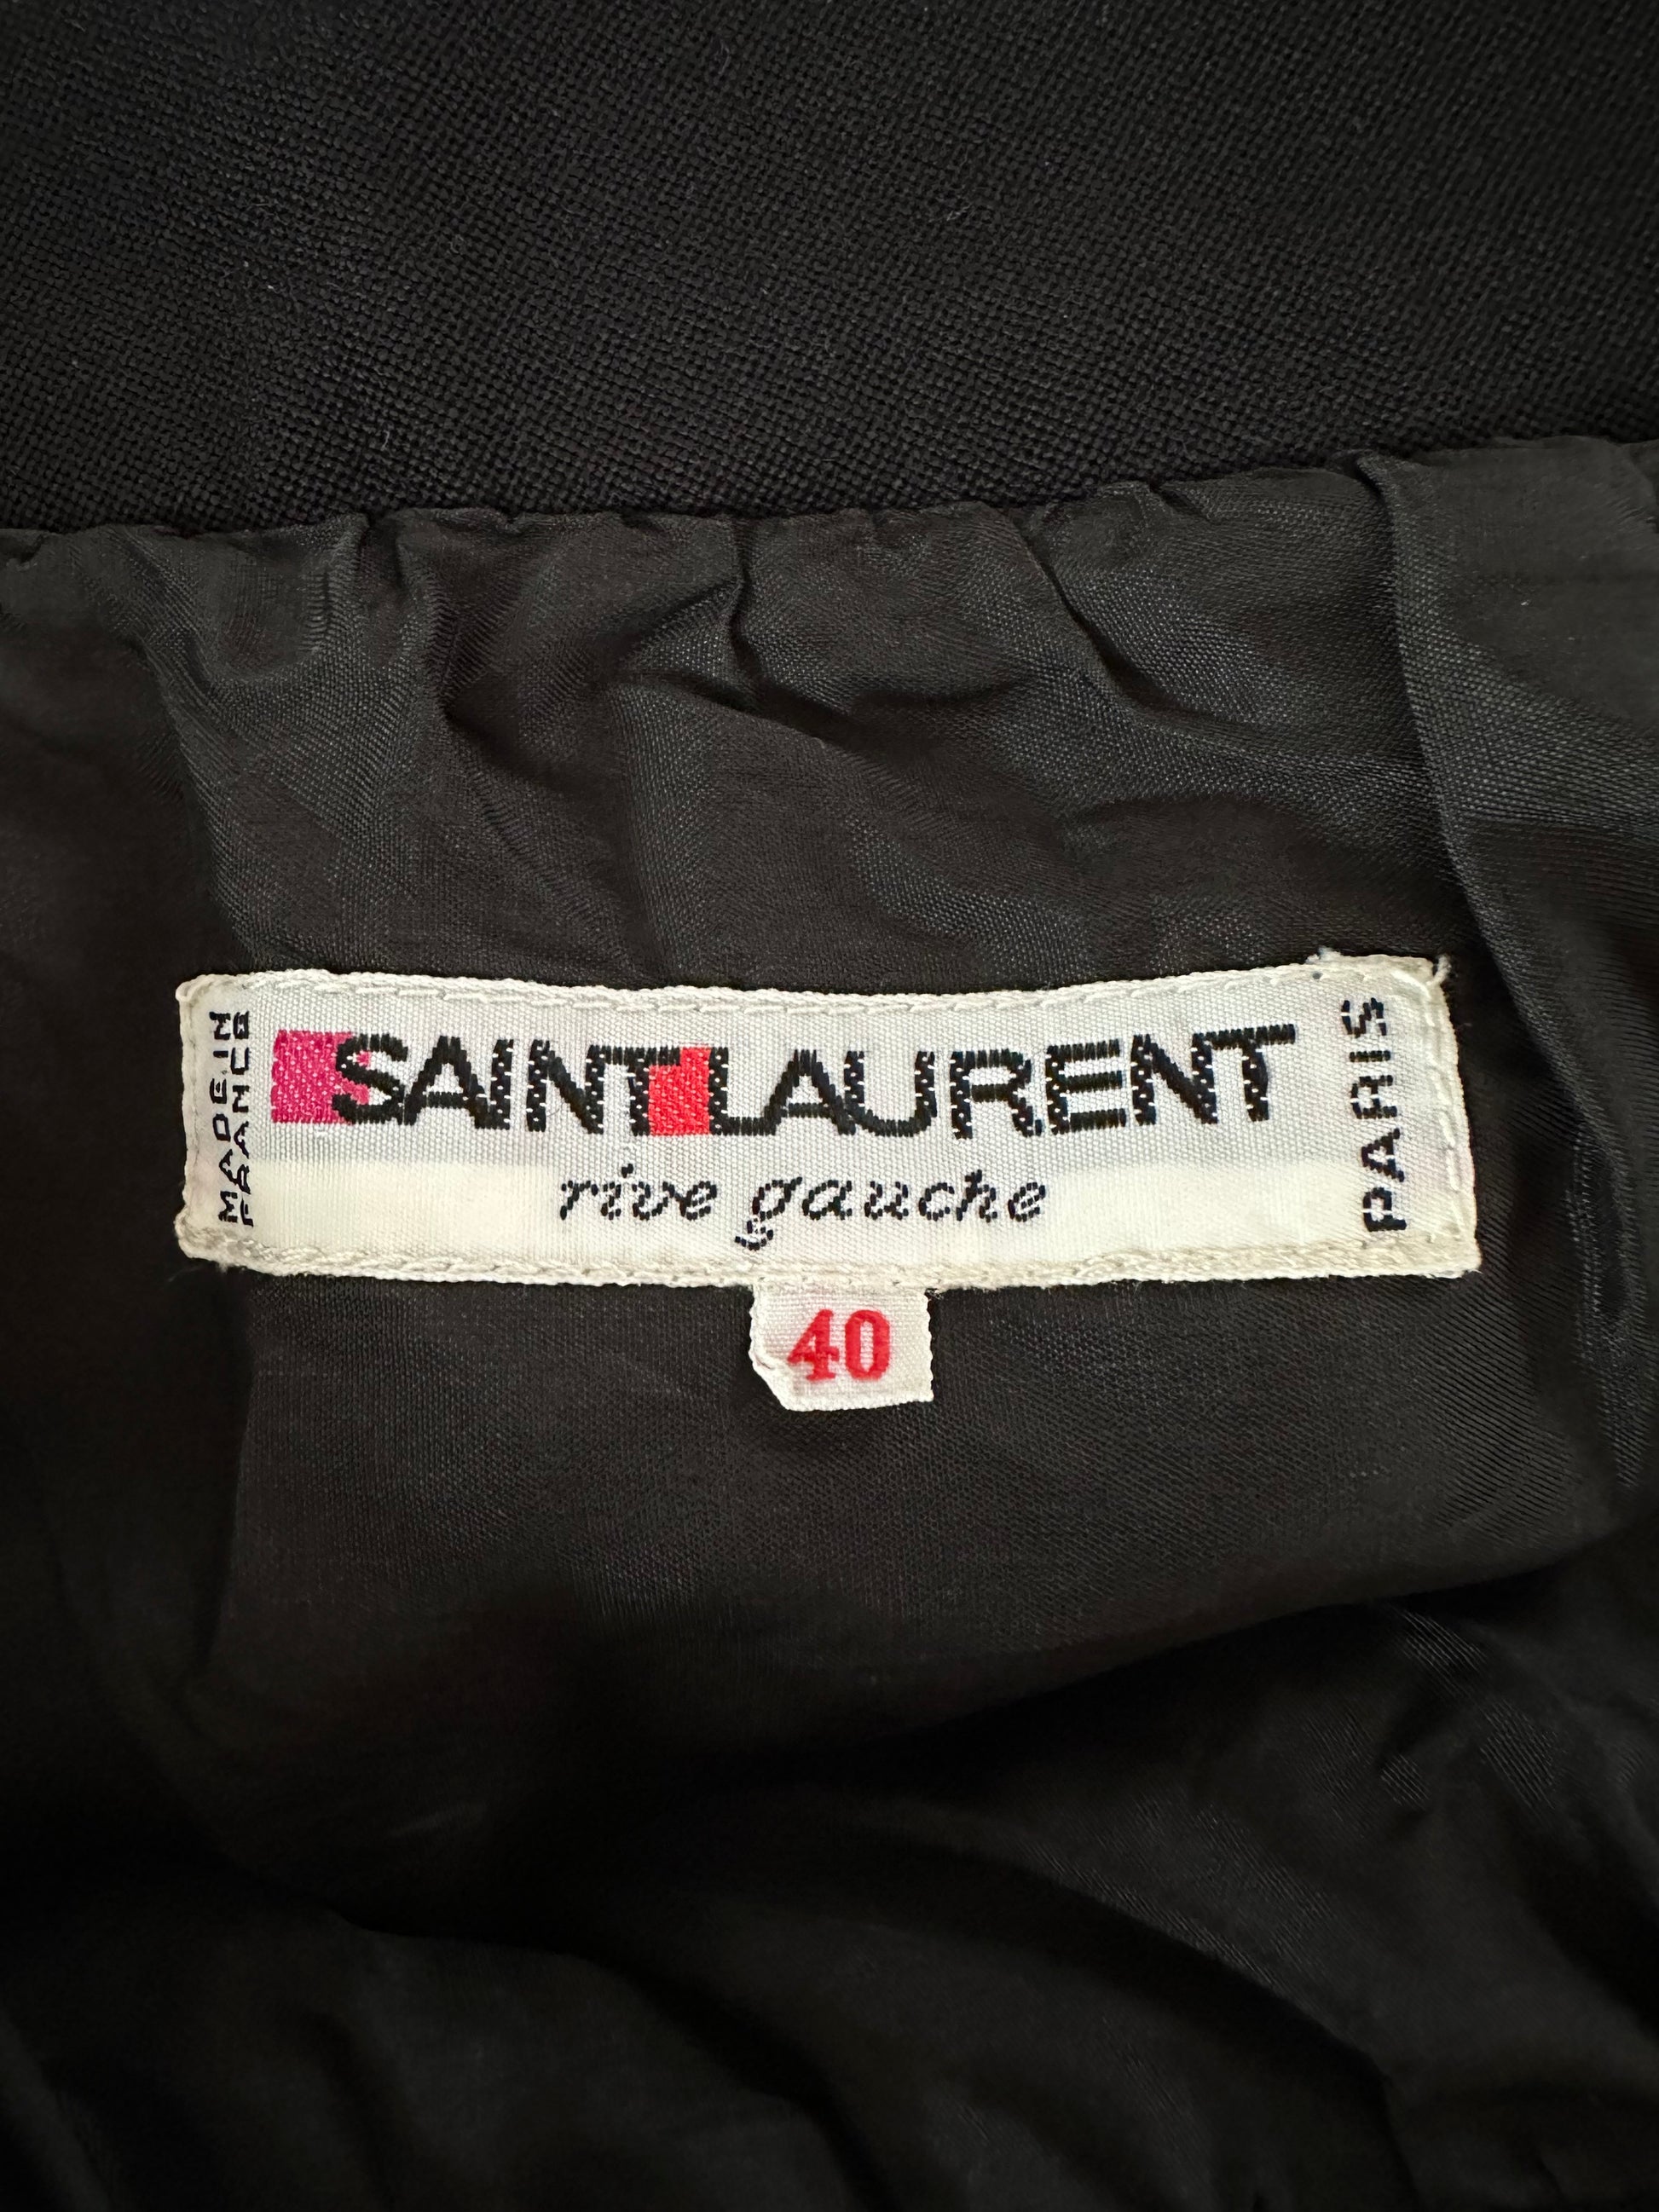 MADE IN
FRANCE
SAINT LAURENT
rive gauche
PARIS
40